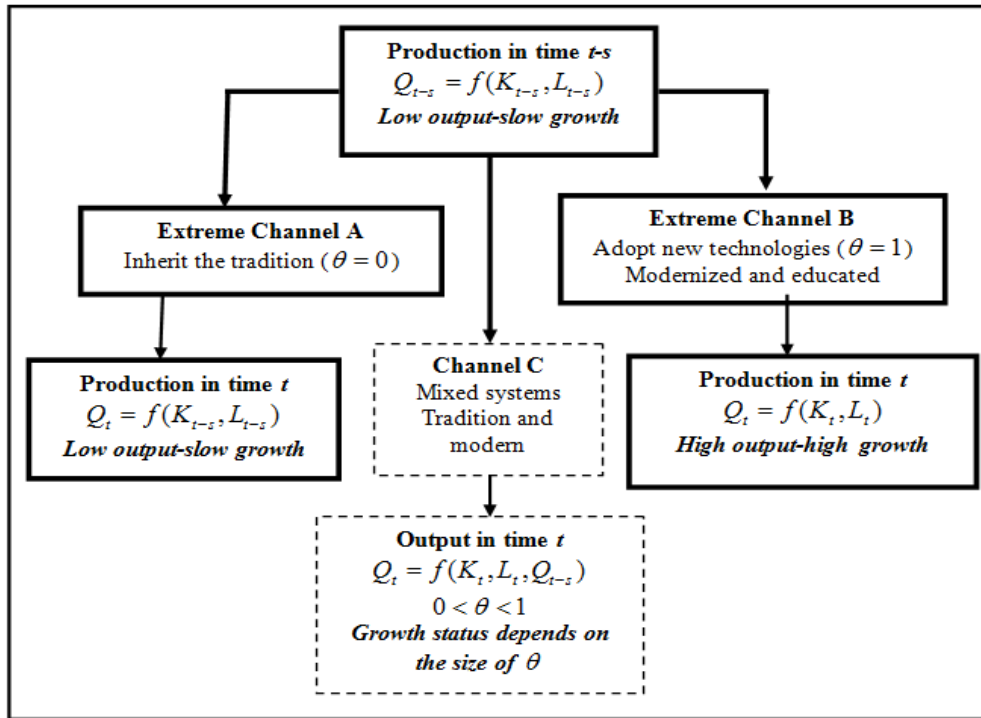 Production in time t-s
Q_{t-s} = f(K_{t-s}, L_{t-s})
Low output-slow growth
Extreme Channel A
Inherit the tradition (θ = 0)
Extreme Channel B
Adopt new technologies (θ = 1)
Modernized and educated
Production in time t
Q_t = f(K_{t-s}, L_{t-s})
Low output-slow growth
Channel C
Mixed systems
Tradition and
modern
Production in time t
Q_t = f(K_t, L_t)
High output-high growth
Output in time t
Q_t = f(K_t, L_t, Q_{t-s})
0 < θ < 1
Growth status depends on
the size of θ